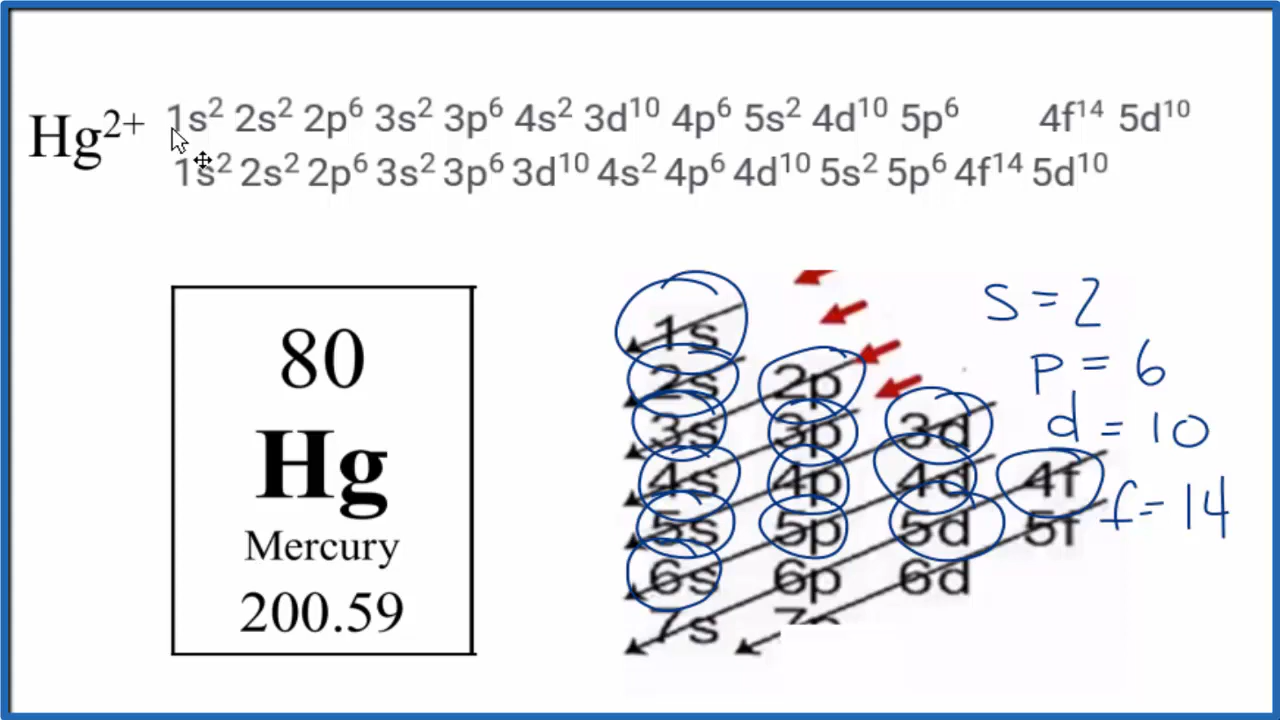 Hg²⁺ 1s² 2s² 2p⁶ 3s² 3p⁶ 4s² 3d¹⁰ 4p⁶ 5s² 4d¹⁰ 5p⁶ 4f¹⁴ 5d¹⁰
1s² 2s² 2p⁶ 3s² 3p⁶ 3d¹⁰ 4s² 4p⁶ 4d¹⁰ 5s² 5p⁶ 4f¹⁴ 5d¹⁰
80
Hg
Mercury
200.59
1s
2s 2p
3s 3p 3d
4s 4p 4d 4f
5s 5p 5d 5f
6s 6p 6d
7s
s = 2
p = 6
d = 10
f = 14